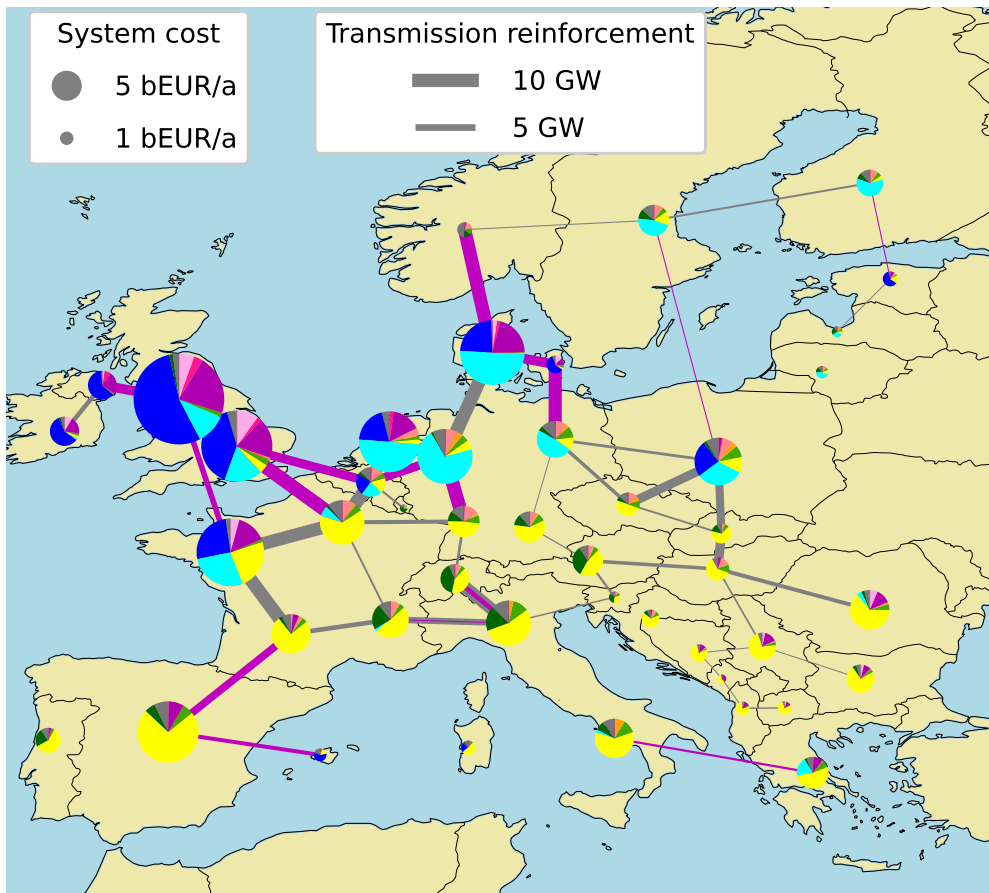 System cost
5 bEUR/a
1 bEUR/a
Transmission reinforcement
10 GW
5 GW